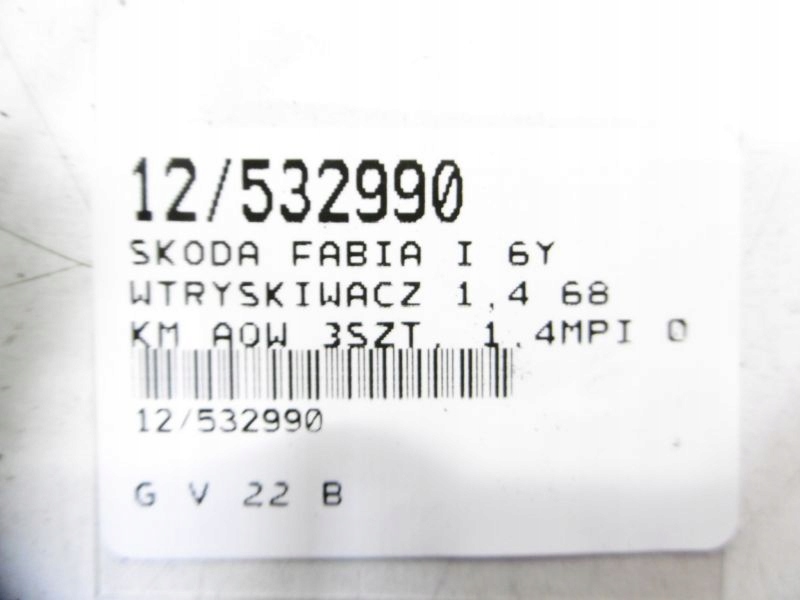 12/532990
SKODA FABIA I 6Y
WTRYSKIWACZ 1,4 68
KM AQW 3SZT, 1.4MPI 0
12/532990
G V 22 B